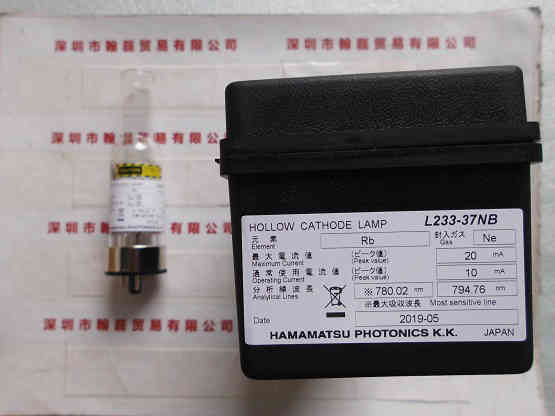 深圳市翰磊贸易有限公司
深圳市翰磊贸易有限公司
深圳市翰磊贸易有限公司
深圳市翰磊贸易有限公司
深圳市翰磊贸易有限公司
HOLLOW CATHODE LAMP L233-37NB
元素 Element Rb 封入ガス Gas Ne
最大電流値 Maximum Current (ピーク値) (Peak value) 20 mA
通常使用電流値 Operating Current (ピーク値) (Peak value) 10 mA
分析線波長 Analytical Lines ※ 780.02 nm 794.76 nm
※最大吸収波長 Most sensitive line
Date 2019-05
HAMAMATSU PHOTONICS K.K. JAPAN